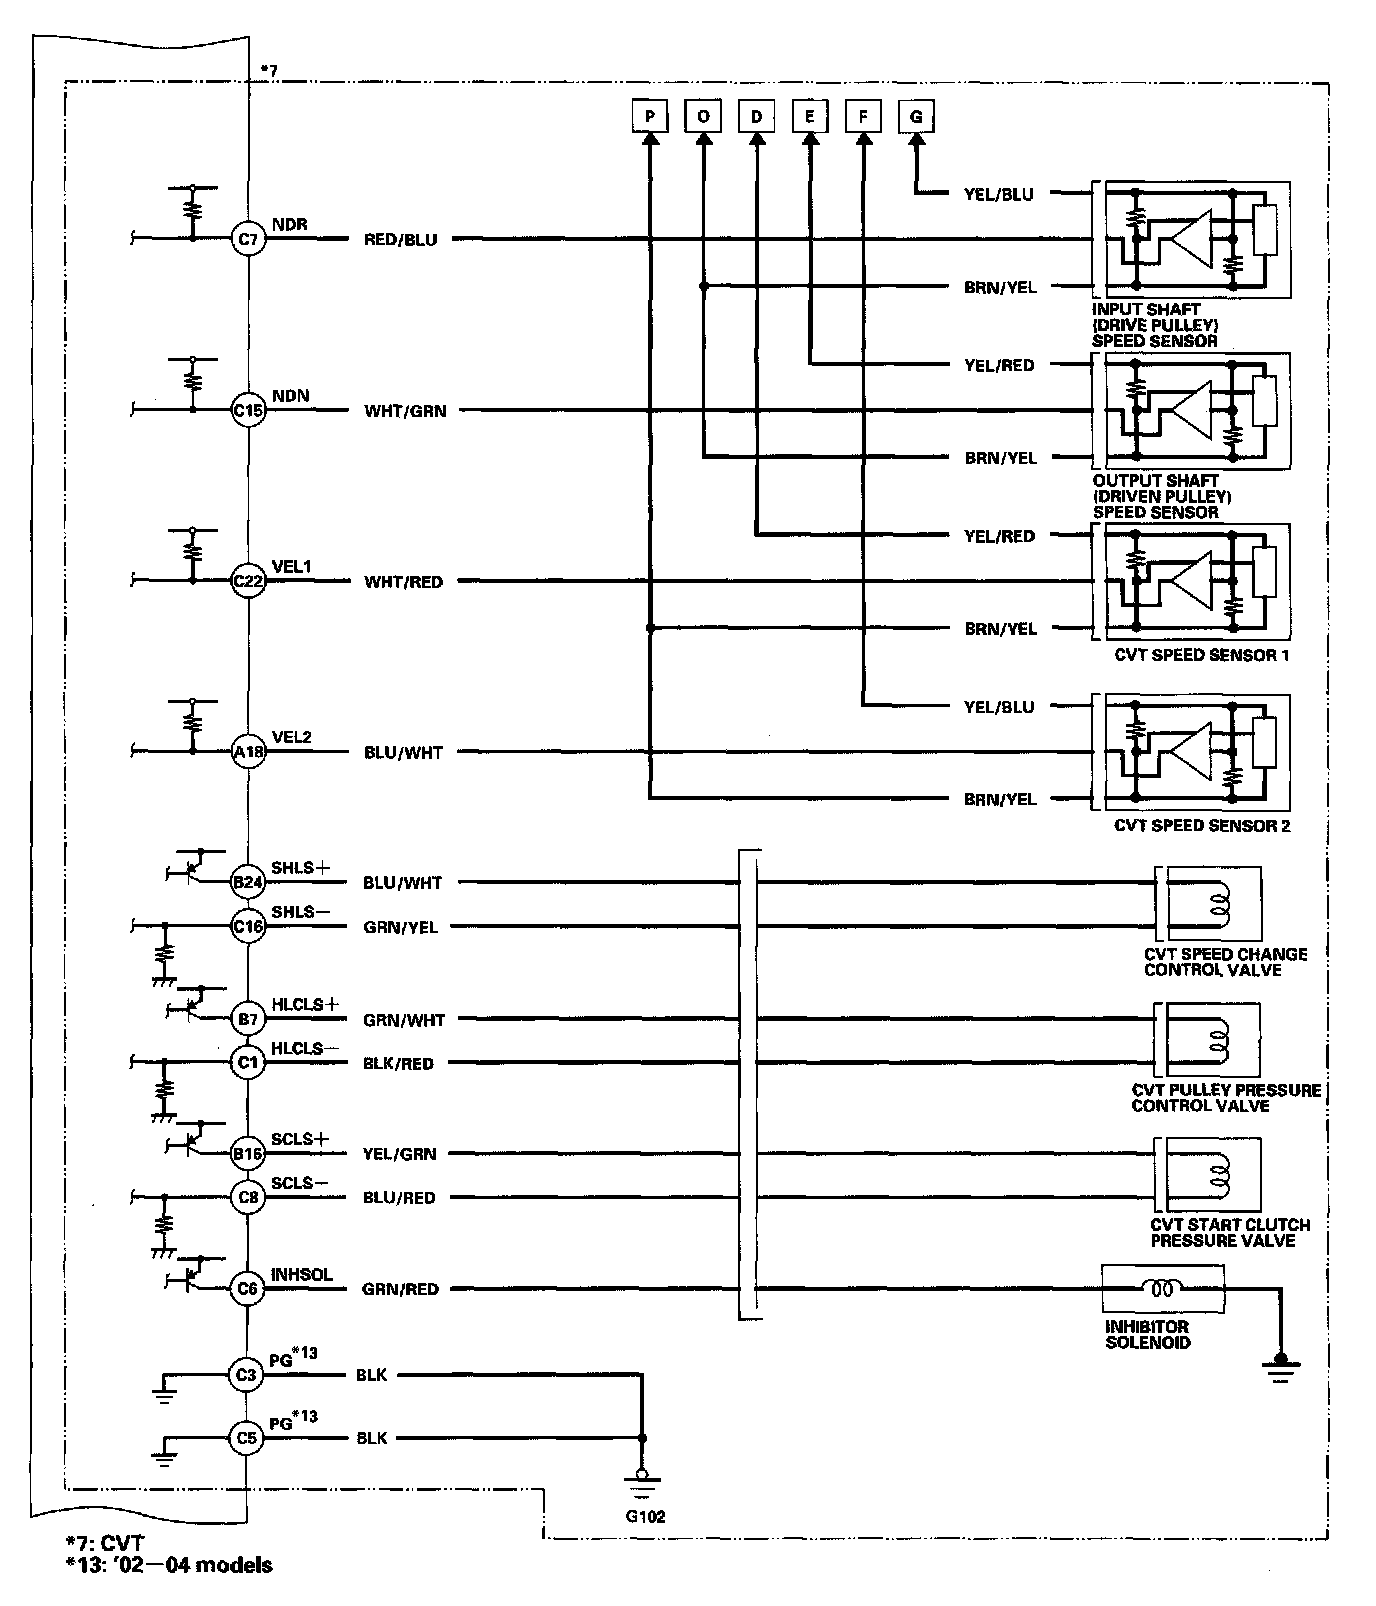 *7
P O D E F G
YEL/BLU
C7 NDR RED/BLU
BRN/YEL
INPUT SHAFT
(DRIVE PULLEY)
SPEED SENSOR
YEL/RED
C15 NDN WHT/GRN
BRN/YEL
OUTPUT SHAFT
(DRIVEN PULLEY)
SPEED SENSOR
YEL/RED
C22 VEL1 WHT/RED
BRN/YEL
CVT SPEED SENSOR 1
YEL/BLU
A18 VEL2 BLU/WHT
BRN/YEL
CVT SPEED SENSOR 2
B24 SHLS+ BLU/WHT
C16 SHLS− GRN/YEL
CVT SPEED CHANGE
CONTROL VALVE
B7 HLCLS+ GRN/WHT
C1 HLCLS− BLK/RED
CVT PULLEY PRESSURE
CONTROL VALVE
B16 SCLS+ YEL/GRN
C8 SCLS− BLU/RED
CVT START CLUTCH
PRESSURE VALVE
C6 INHSOL GRN/RED
INHIBITOR
SOLENOID
C3 PG*13 BLK
C5 PG*13 BLK
G102
*7: CVT
*13: '02−04 models